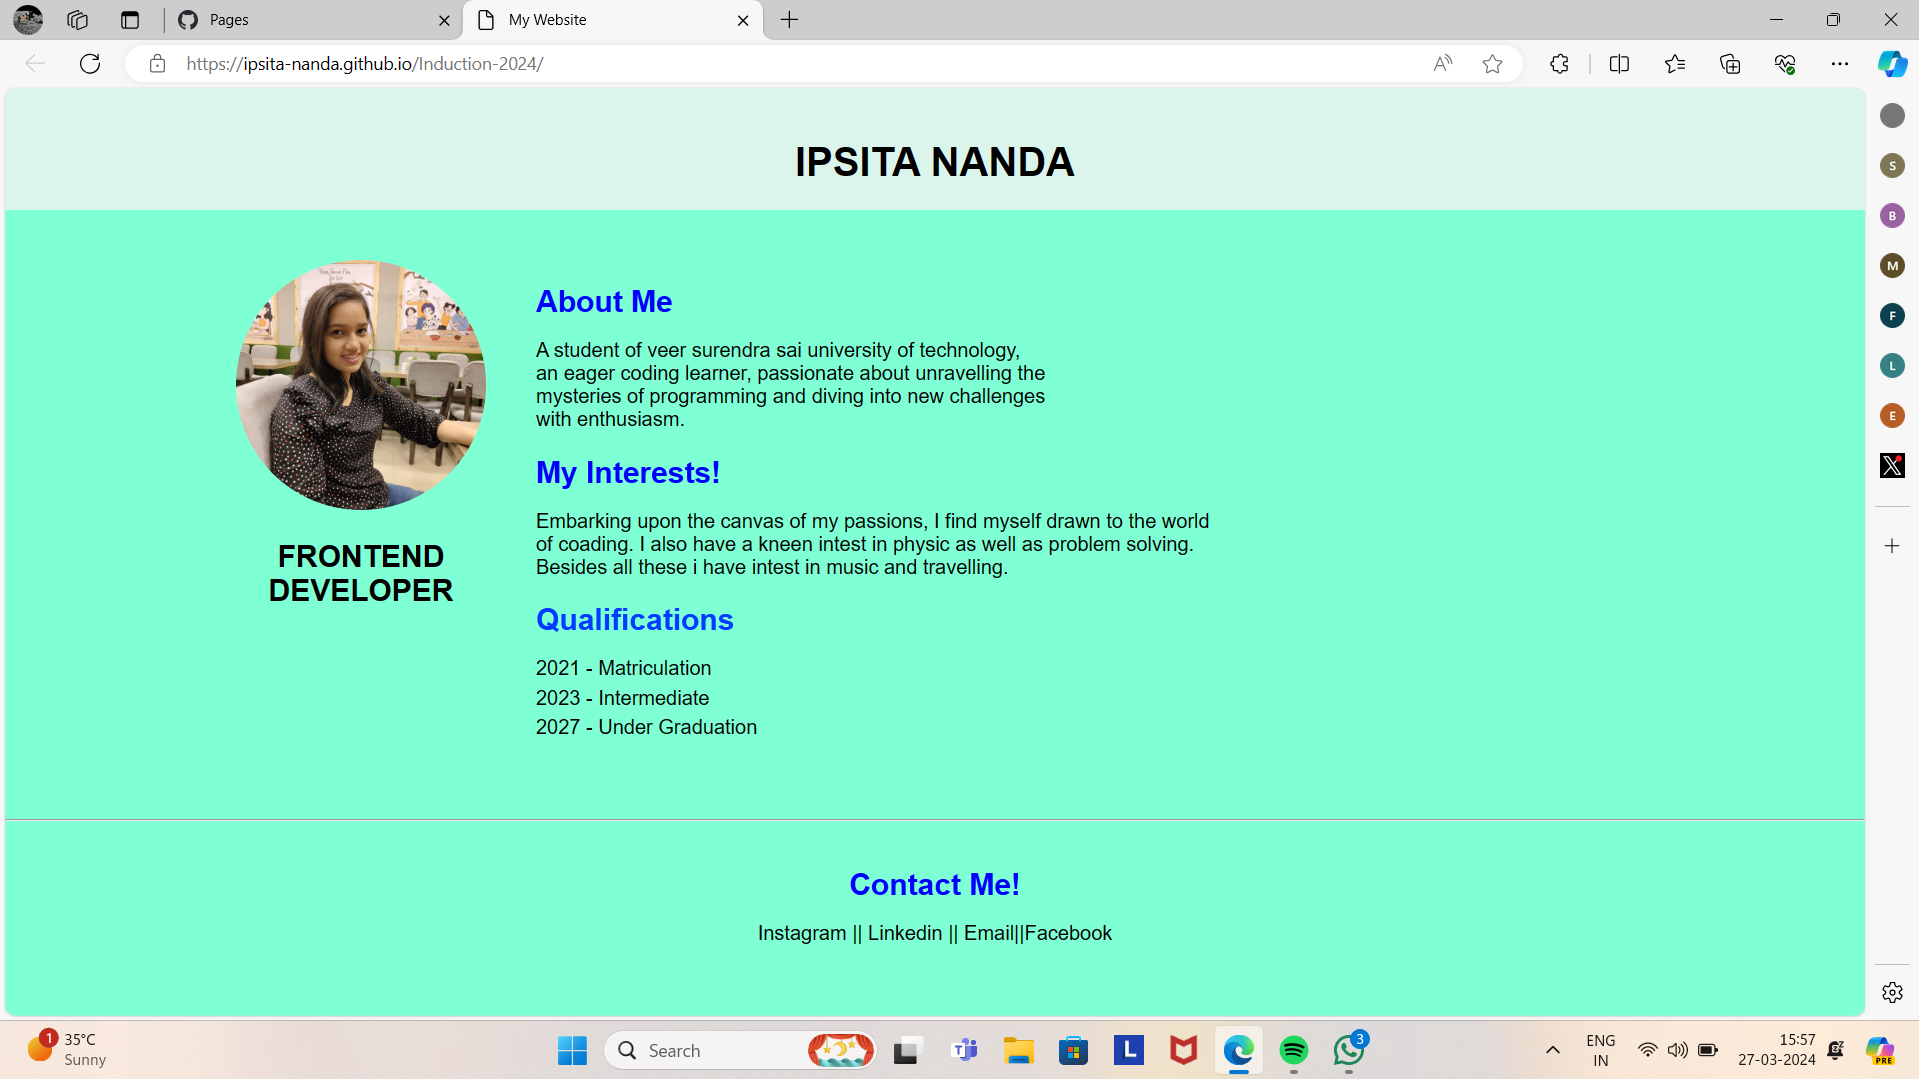 Pages
My Website
https://ipsita-nanda.github.io/Induction-2024/
IPSITA NANDA
About Me
A student of veer surendra sai university of technology,
an eager coding learner, passionate about unravelling the
mysteries of programming and diving into new challenges
with enthusiasm.
FRONTEND
DEVELOPER
My Interests!
Embarking upon the canvas of my passions, I find myself drawn to the world
of coading. I also have a kneen intest in physic as well as problem solving.
Besides all these i have intest in music and travelling.
Qualifications
2021 - Matriculation
2023 - Intermediate
2027 - Under Graduation
Contact Me!
Instagram || Linkedin || Email||Facebook
S
B
M
F
L
E
1
35°C
Sunny
Search
L
3
ENG
IN
15:57
27-03-2024
PRE